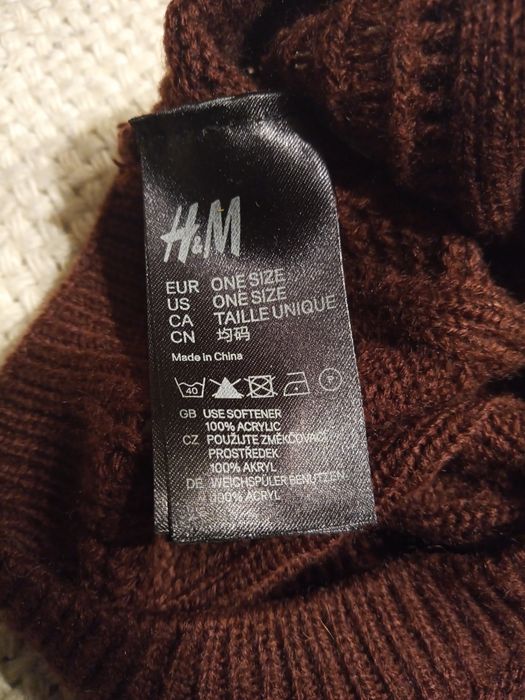 H&M
EUR ONE SIZE
US ONE SIZE
CA TAILLE UNIQUE
CN 均码
Made in China
40
GB USE SOFTENER
100% ACRYLIC
CZ POUŽIJTE ZMĚKČOVACÍ
PROSTŘEDEK
100% AKRYL
DE WEICHSPÜLER BENUTZEN
100% ACRYL